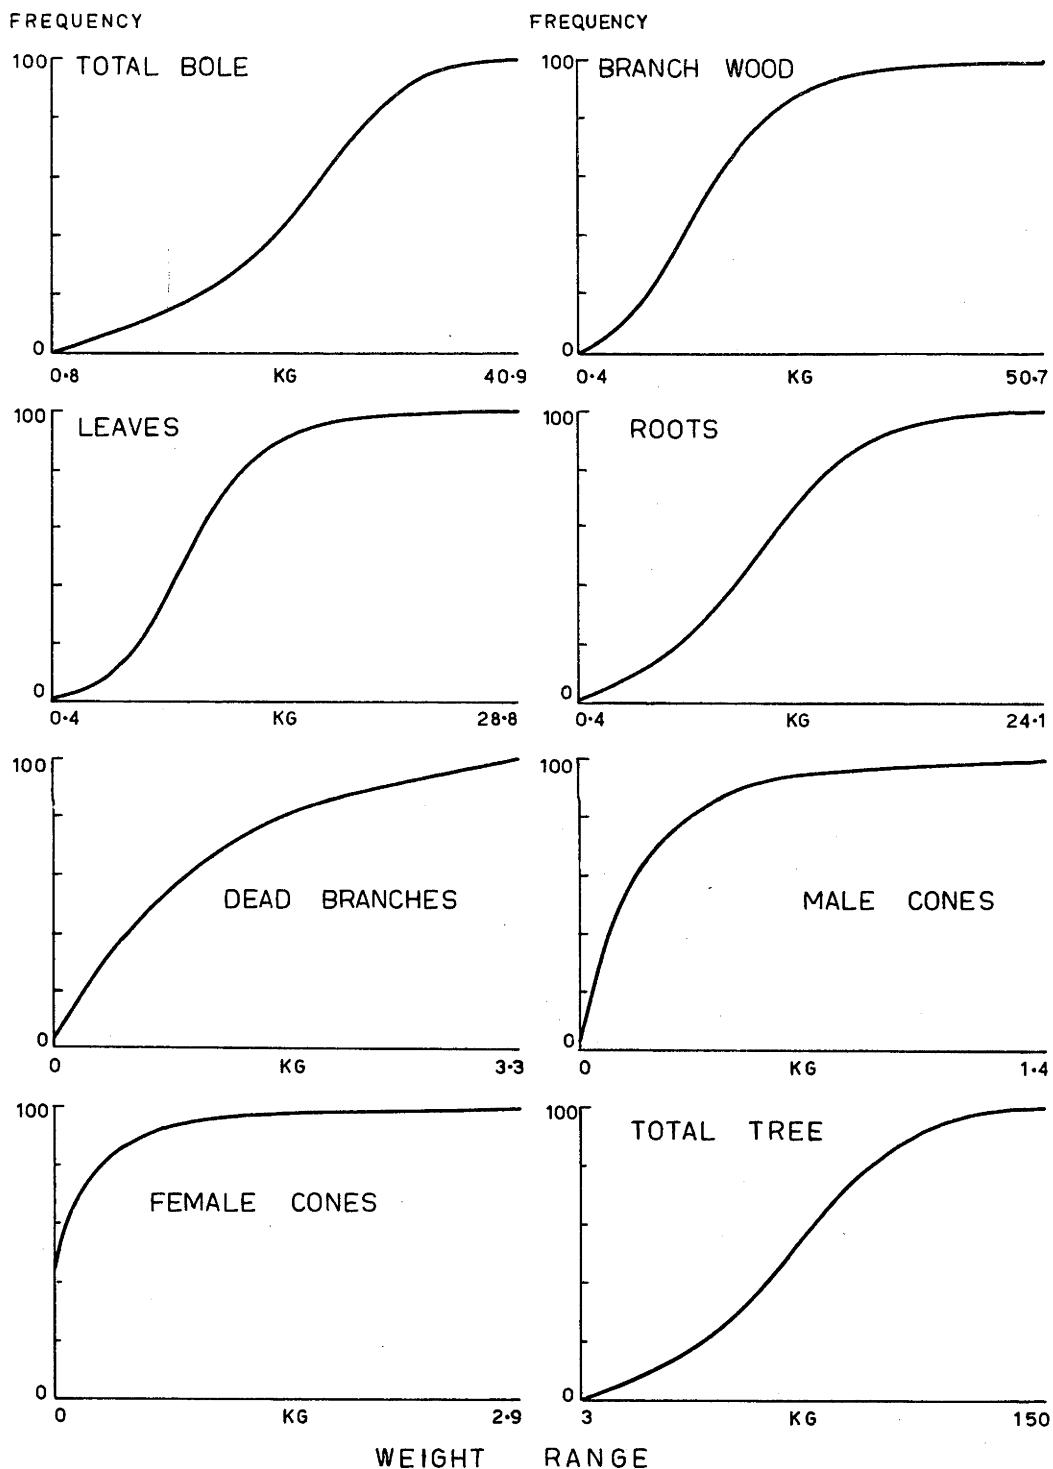 FREQUENCY FREQUENCY
100 TOTAL BOLE 100 BRANCH WOOD
0 0
0·8 KG 40·9 0·4 KG 50·7
100 LEAVES 100 ROOTS
0 0
0·4 KG 28·8 0·4 KG 24·1
100 100
DEAD BRANCHES MALE CONES
0 0
0 KG 3·3 0 KG 1·4
100 100 TOTAL TREE
FEMALE CONES
0 0
0 KG 2·9 3 KG 150
WEIGHT RANGE